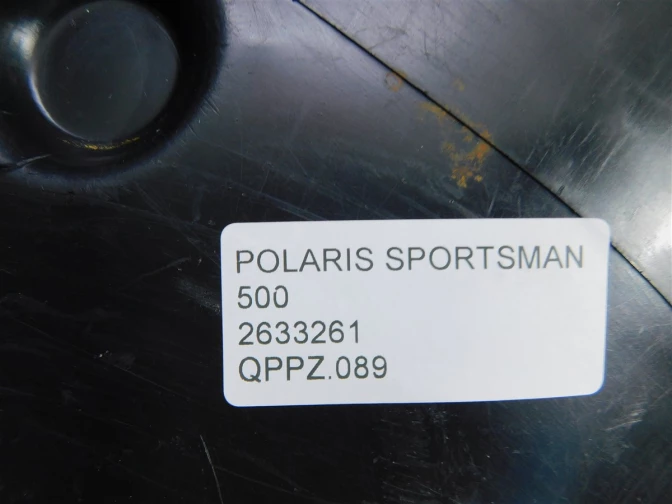 POLARIS SPORTSMAN
500
2633261
QPPZ.089